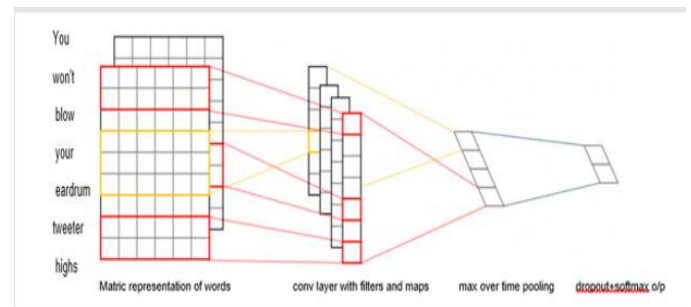 You
won't
blow
your
eardrum
tweeter
highs
Matric representation of words
conv layer with filters and maps
max over time pooling
dropout+softmax o/p